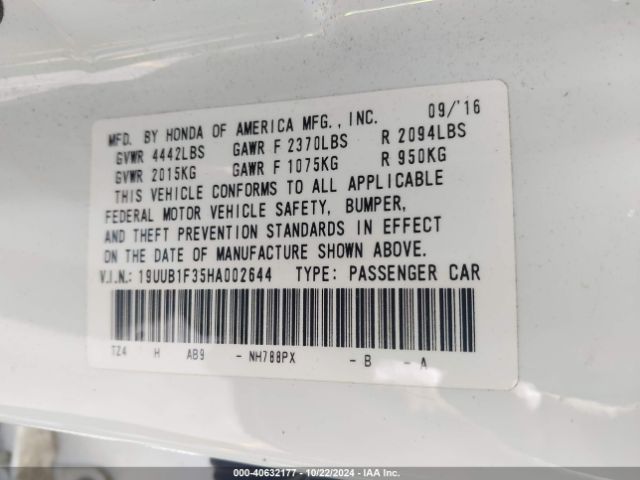 MFD. BY HONDA OF AMERICA MFG., INC. 09/'16
GVWR 4442LBS GAWR F 2370LBS R 2094LBS
GVWR 2015KG GAWR F 1075KG R 950KG
THIS VEHICLE CONFORMS TO ALL APPLICABLE
FEDERAL MOTOR VEHICLE SAFETY, BUMPER,
AND THEFT PREVENTION STANDARDS IN EFFECT
ON THE DATE OF MANUFACTURE SHOWN ABOVE.
V.I.N.: 19UUB1F35HA002644 TYPE: PASSENGER CAR
TZ4 H AB9 - NH788PX - B - A
000-40632177 - 10/22/2024 - IAAI.COM